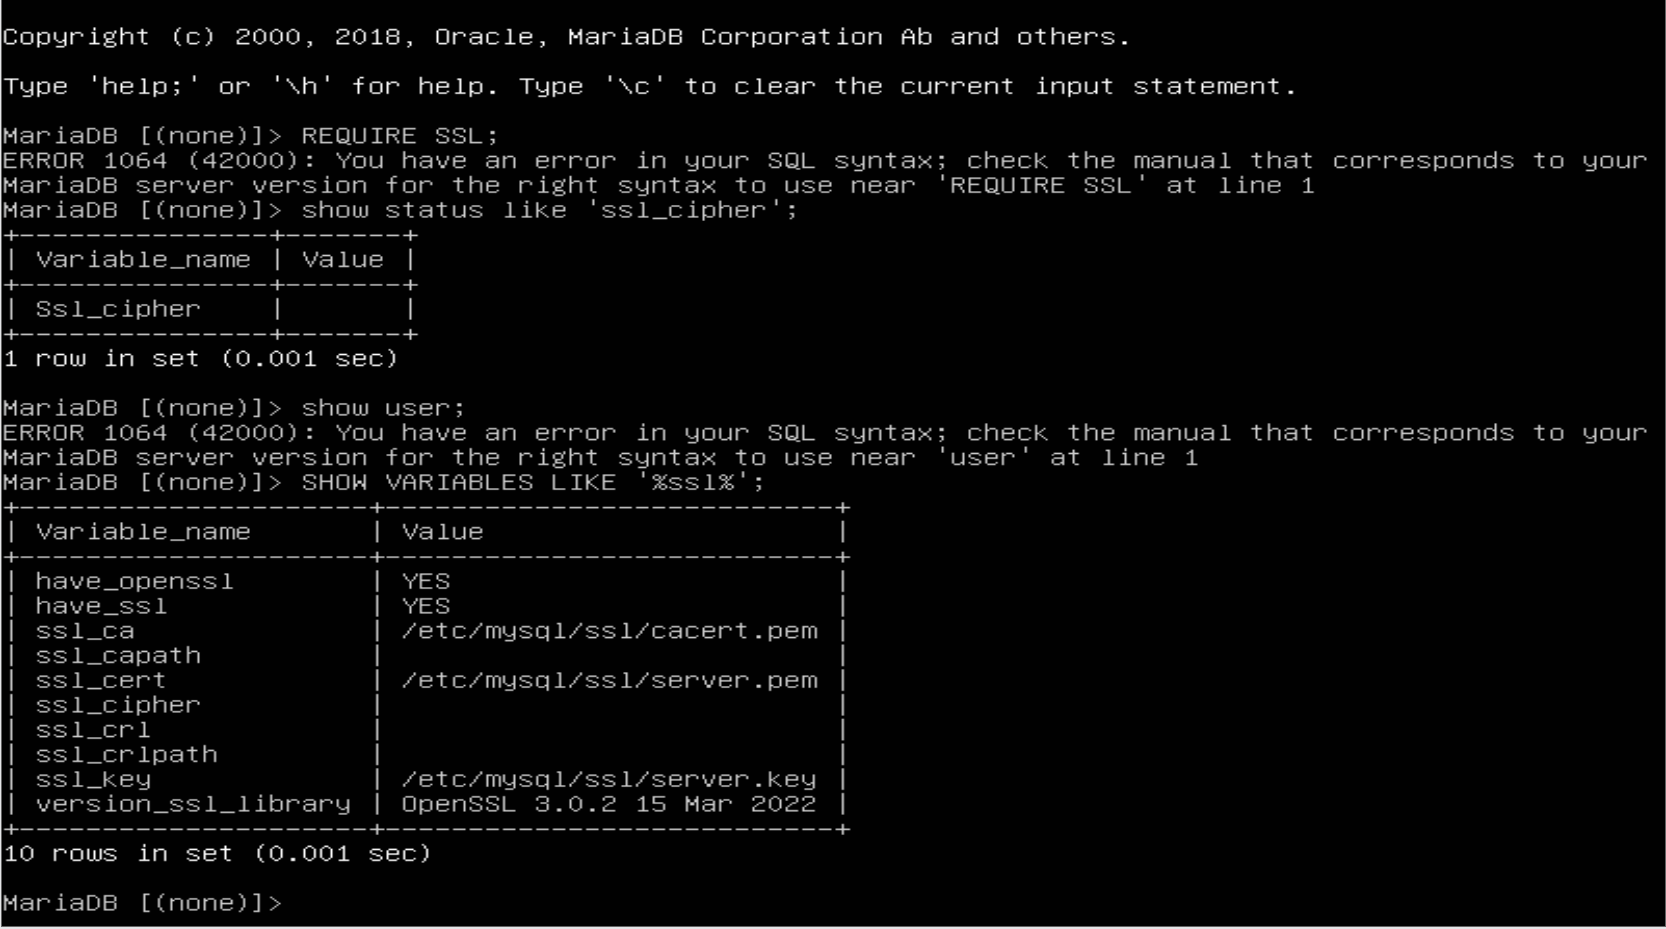 Copyright (c) 2000, 2018, Oracle, MariaDB Corporation Ab and others.
Type 'help;' or '\h' for help. Type '\c' to clear the current input statement.
MariaDB [(none)]> REQUIRE SSL;
ERROR 1064 (42000): You have an error in your SQL syntax; check the manual that corresponds to your
MariaDB server version for the right syntax to use near 'REQUIRE SSL' at line 1
MariaDB [(none)]> show status like 'ssl_cipher';
+---------------+-------+
| Variable_name | Value |
+---------------+-------+
| Ssl_cipher    |       |
+---------------+-------+
1 row in set (0.001 sec)
MariaDB [(none)]> show user;
ERROR 1064 (42000): You have an error in your SQL syntax; check the manual that corresponds to your
MariaDB server version for the right syntax to use near 'user' at line 1
MariaDB [(none)]> SHOW VARIABLES LIKE '%ssl%';
+---------------------+----------------------------+
| Variable_name       | Value                      |
+---------------------+----------------------------+
| have_openssl        | YES                        |
| have_ssl            | YES                        |
| ssl_ca              | /etc/mysql/ssl/cacert.pem  |
| ssl_capath          |                            |
| ssl_cert            | /etc/mysql/ssl/server.pem  |
| ssl_cipher          |                            |
| ssl_crl             |                            |
| ssl_crlpath         |                            |
| ssl_key             | /etc/mysql/ssl/server.key  |
| version_ssl_library | OpenSSL 3.0.2 15 Mar 2022  |
+---------------------+----------------------------+
10 rows in set (0.001 sec)
MariaDB [(none)]>